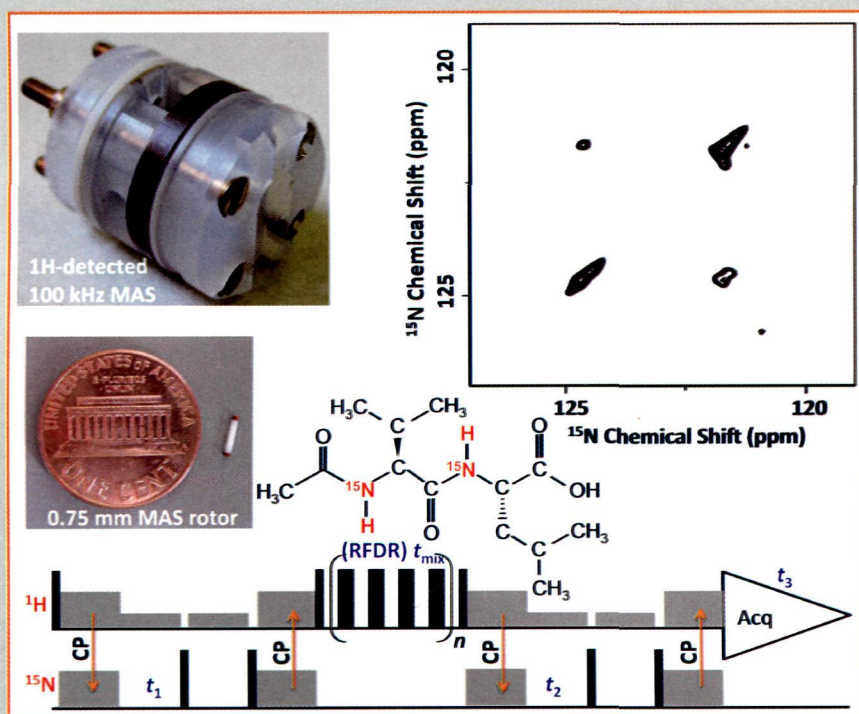 1H-detected
100 kHz MAS
120
125
¹⁵N Chemical Shift (ppm)
125
120
¹⁵N Chemical Shift (ppm)
UNITED STATES OF AMERICA
E·PLURIBUS
UNUM
ONE CENT
0.75 mm MAS rotor
H₃C
CH₃
O
H
O
H₃C
¹⁵N
C
¹⁵N
C
OH
H
O
C
CH₃
CH₃
(RFDR) t_mix
n
¹H
CP
CP
CP
CP
t₃
Acq
¹⁵N
t₁
t₂